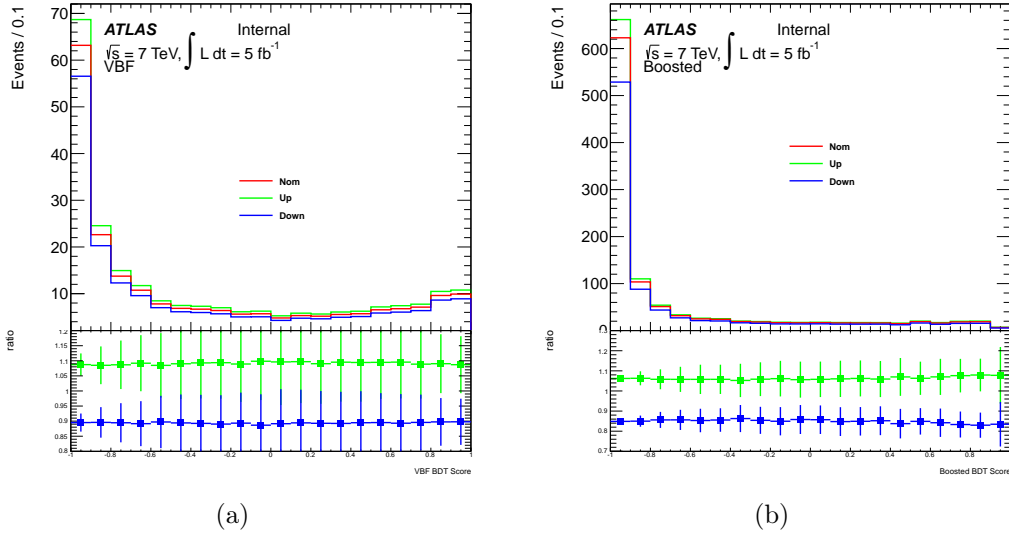 Events / 0.1
70
60
50
40
30
20
10
ATLAS Internal
√s = 7 TeV, ∫ L dt = 5 fb⁻¹
VBF
Nom
Up
Down
ratio
1.2
1.15
1.1
1.05
1
0.95
0.9
0.85
0.8
-1 -0.8 -0.6 -0.4 -0.2 0 0.2 0.4 0.6 0.8 1
VBF BDT Score
(a)
Events / 0.1
600
500
400
300
200
100
0
ATLAS Internal
√s = 7 TeV, ∫ L dt = 5 fb⁻¹
Boosted
Nom
Up
Down
ratio
1.3
1.2
1.1
1
0.9
0.8
0.7
-1 -0.8 -0.6 -0.4 -0.2 0 0.2 0.4 0.6 0.8 1
Boosted BDT Score
(b)